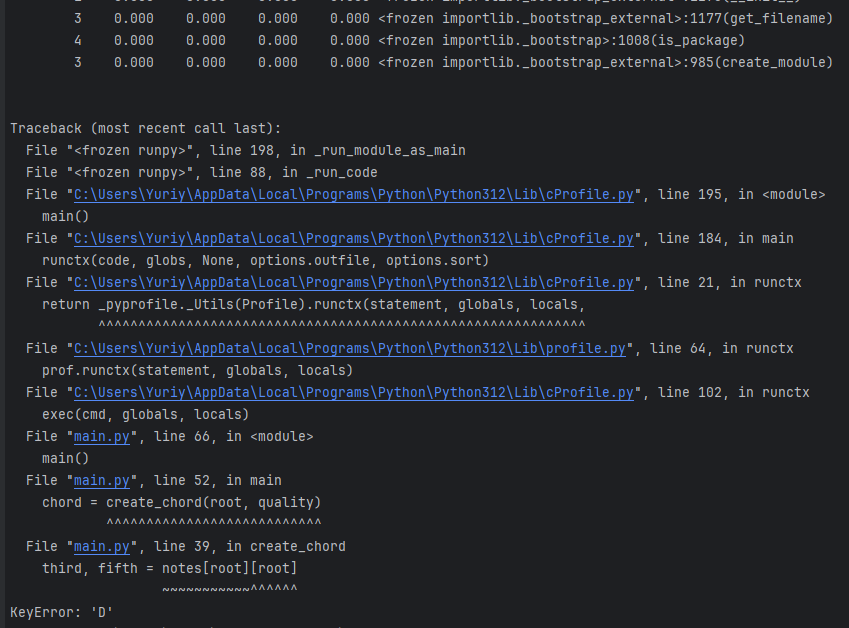 3    0.000    0.000    0.000    0.000 <frozen importlib._bootstrap_external>:1177(get_filename)
4    0.000    0.000    0.000    0.000 <frozen importlib._bootstrap>:1008(is_package)
3    0.000    0.000    0.000    0.000 <frozen importlib._bootstrap_external>:985(create_module)
Traceback (most recent call last):
  File "<frozen runpy>", line 198, in _run_module_as_main
  File "<frozen runpy>", line 88, in _run_code
  File "C:\Users\Yuriy\AppData\Local\Programs\Python\Python312\Lib\cProfile.py", line 195, in <module>
    main()
  File "C:\Users\Yuriy\AppData\Local\Programs\Python\Python312\Lib\cProfile.py", line 184, in main
    runctx(code, globs, None, options.outfile, options.sort)
  File "C:\Users\Yuriy\AppData\Local\Programs\Python\Python312\Lib\cProfile.py", line 21, in runctx
    return _pyprofile._Utils(Profile).runctx(statement, globals, locals,
           ^^^^^^^^^^^^^^^^^^^^^^^^^^^^^^^^^^^^^^^^^^^^^^^^^^^^^^^^^^^^^
  File "C:\Users\Yuriy\AppData\Local\Programs\Python\Python312\Lib\profile.py", line 64, in runctx
    prof.runctx(statement, globals, locals)
  File "C:\Users\Yuriy\AppData\Local\Programs\Python\Python312\Lib\cProfile.py", line 102, in runctx
    exec(cmd, globals, locals)
  File "main.py", line 66, in <module>
    main()
  File "main.py", line 52, in main
    chord = create_chord(root, quality)
            ^^^^^^^^^^^^^^^^^^^^^^^^^^^
  File "main.py", line 39, in create_chord
    third, fifth = notes[root][root]
                   ~~~~~~~~~~~^^^^^^
KeyError: 'D'